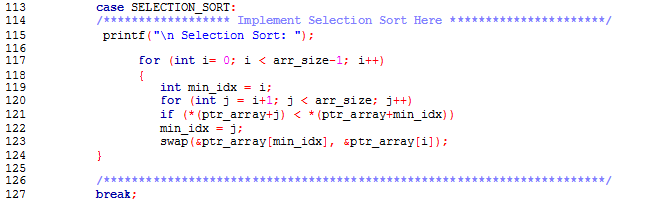 113 case SELECTION_SORT:
114 /****************** Implement Selection Sort Here **********************/
115 printf("\n Selection Sort: ");
116
117 for (int i= 0; i < arr_size-1; i++)
118 {
119 int min_idx = i;
120 for (int j = i+1; j < arr_size; j++)
121 if (*(ptr_array+j) < *(ptr_array+min_idx))
122 min_idx = j;
123 swap(&ptr_array[min_idx], &ptr_array[i]);
124 }
125
126 /************************************************************************/
127 break;